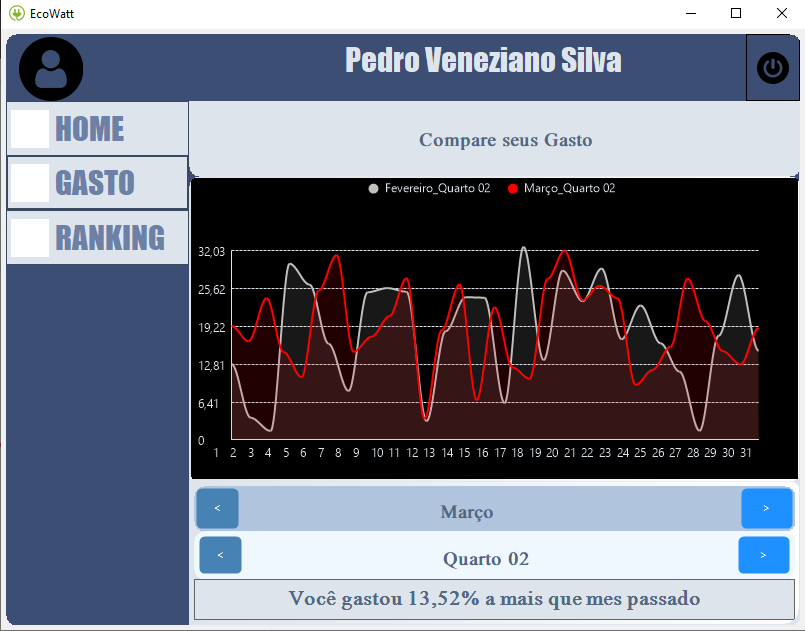 EcoWatt
Pedro Veneziano Silva
HOME
GASTO
RANKING
Compare seus Gasto
Fevereiro_Quarto 02 Março_Quarto 02
32,03
25,62
19,22
12,81
6,41
0
1 2 3 4 5 6 7 8 9 10 11 12 13 14 15 16 17 18 19 20 21 22 23 24 25 26 27 28 29 30 31
< Março >
< Quarto 02 >
Você gastou 13,52% a mais que mes passado